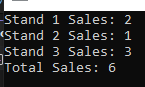 Stand 1 Sales: 2
Stand 2 Sales: 1
Stand 3 Sales: 3
Total Sales: 6